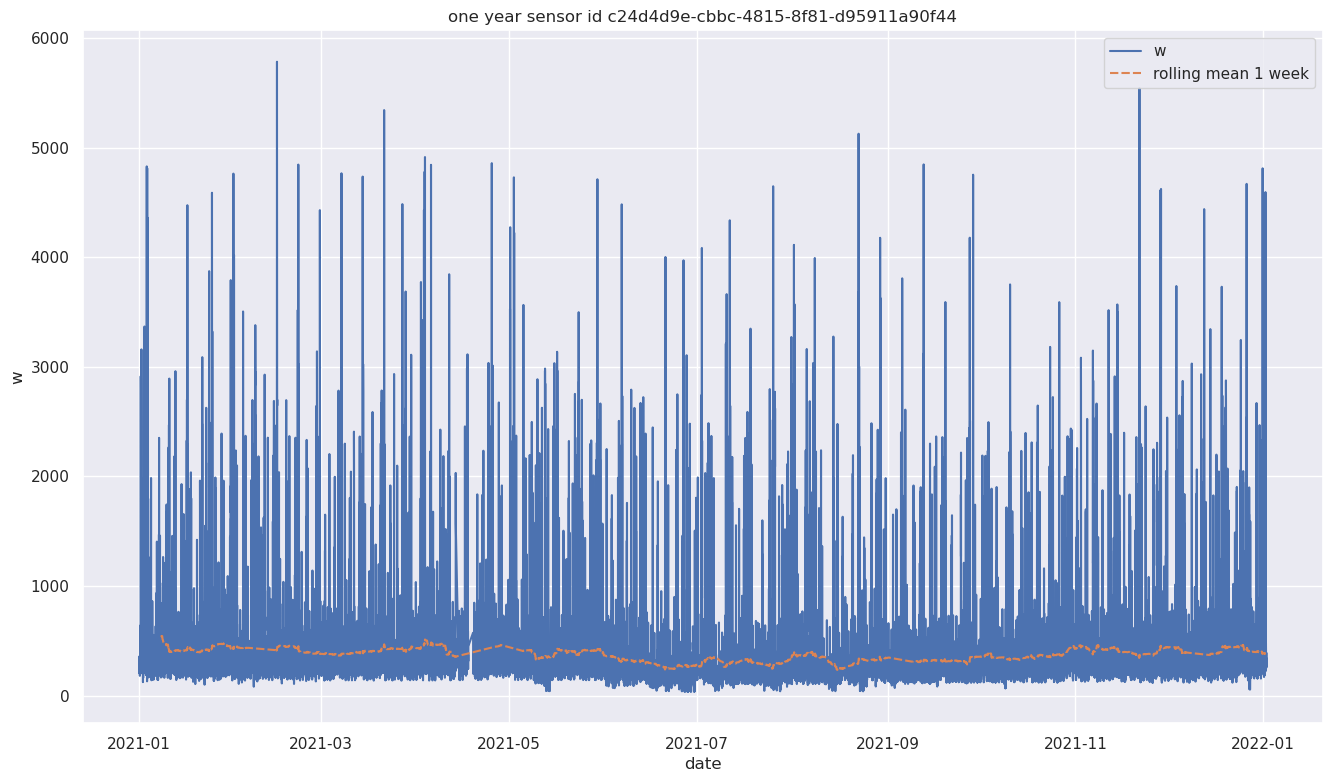 one year sensor id c24d4d9e-cbbc-4815-8f81-d95911a90f44
w
rolling mean 1 week
6000
5000
4000
3000
2000
1000
0
w
2021-01
2021-03
2021-05
2021-07
2021-09
2021-11
2022-01
date